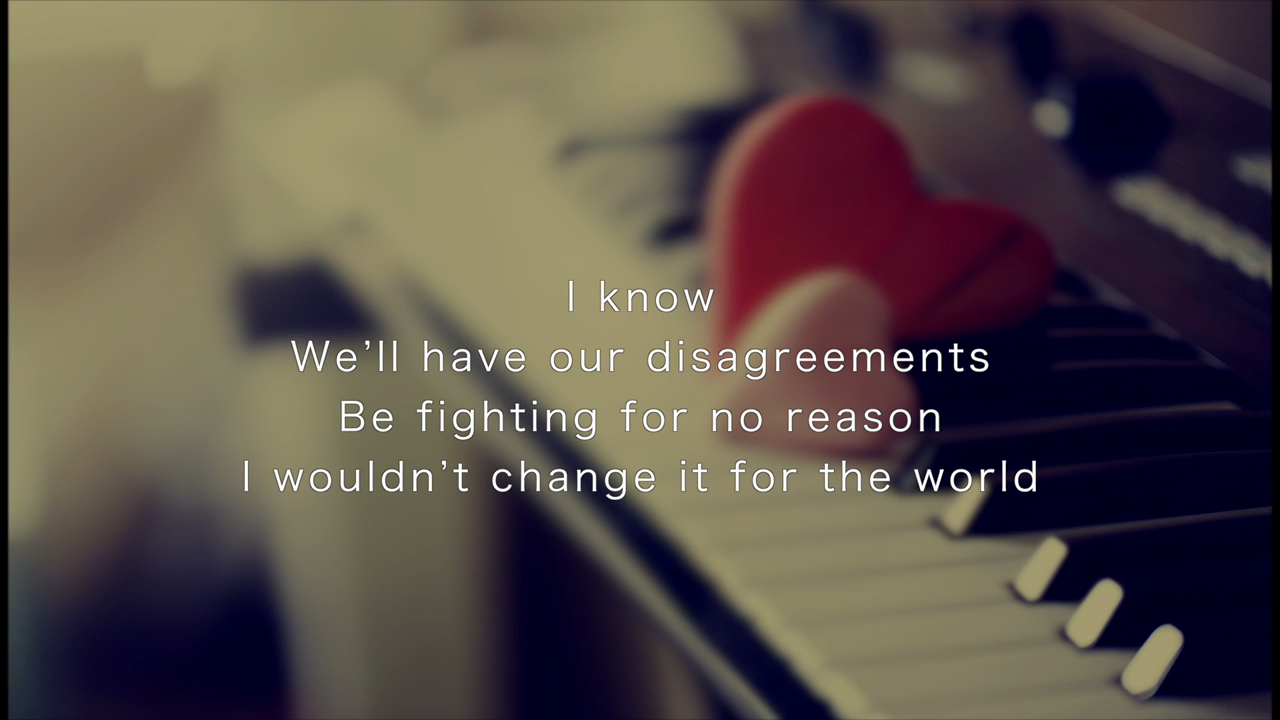 I know
We’ll have our disagreements
Be fighting for no reason
I wouldn’t change it for the world